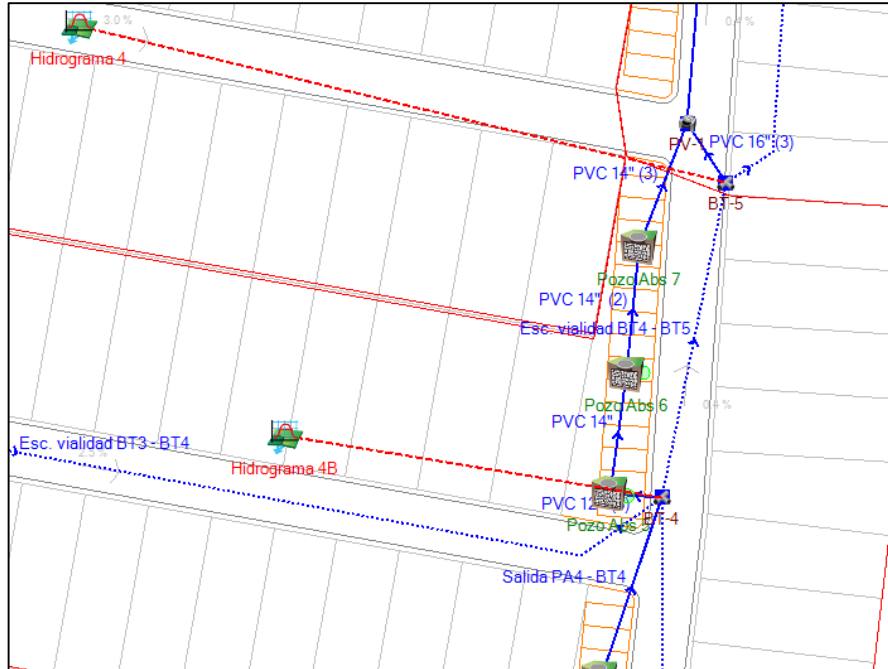 3.0 %
0.4 %
Hidrograma 4
PV-1
PVC 16" (3)
PVC 14" (3)
BT-5
Pozo Abs 7
PVC 14" (2)
Esc. vialidad BT4 - BT5
Pozo Abs 6
0.4 %
PVC 14"
Esc. vialidad BT3 - BT4
2.5 %
Hidrograma 4B
PVC 12"
BT-4
Pozo Abs
Salida PA4 - BT4